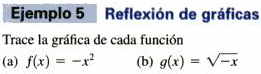 Ejemplo 5 Reflexión de gráficas
Trace la gráfica de cada función
(a) f(x) = −x² (b) g(x) = √−x